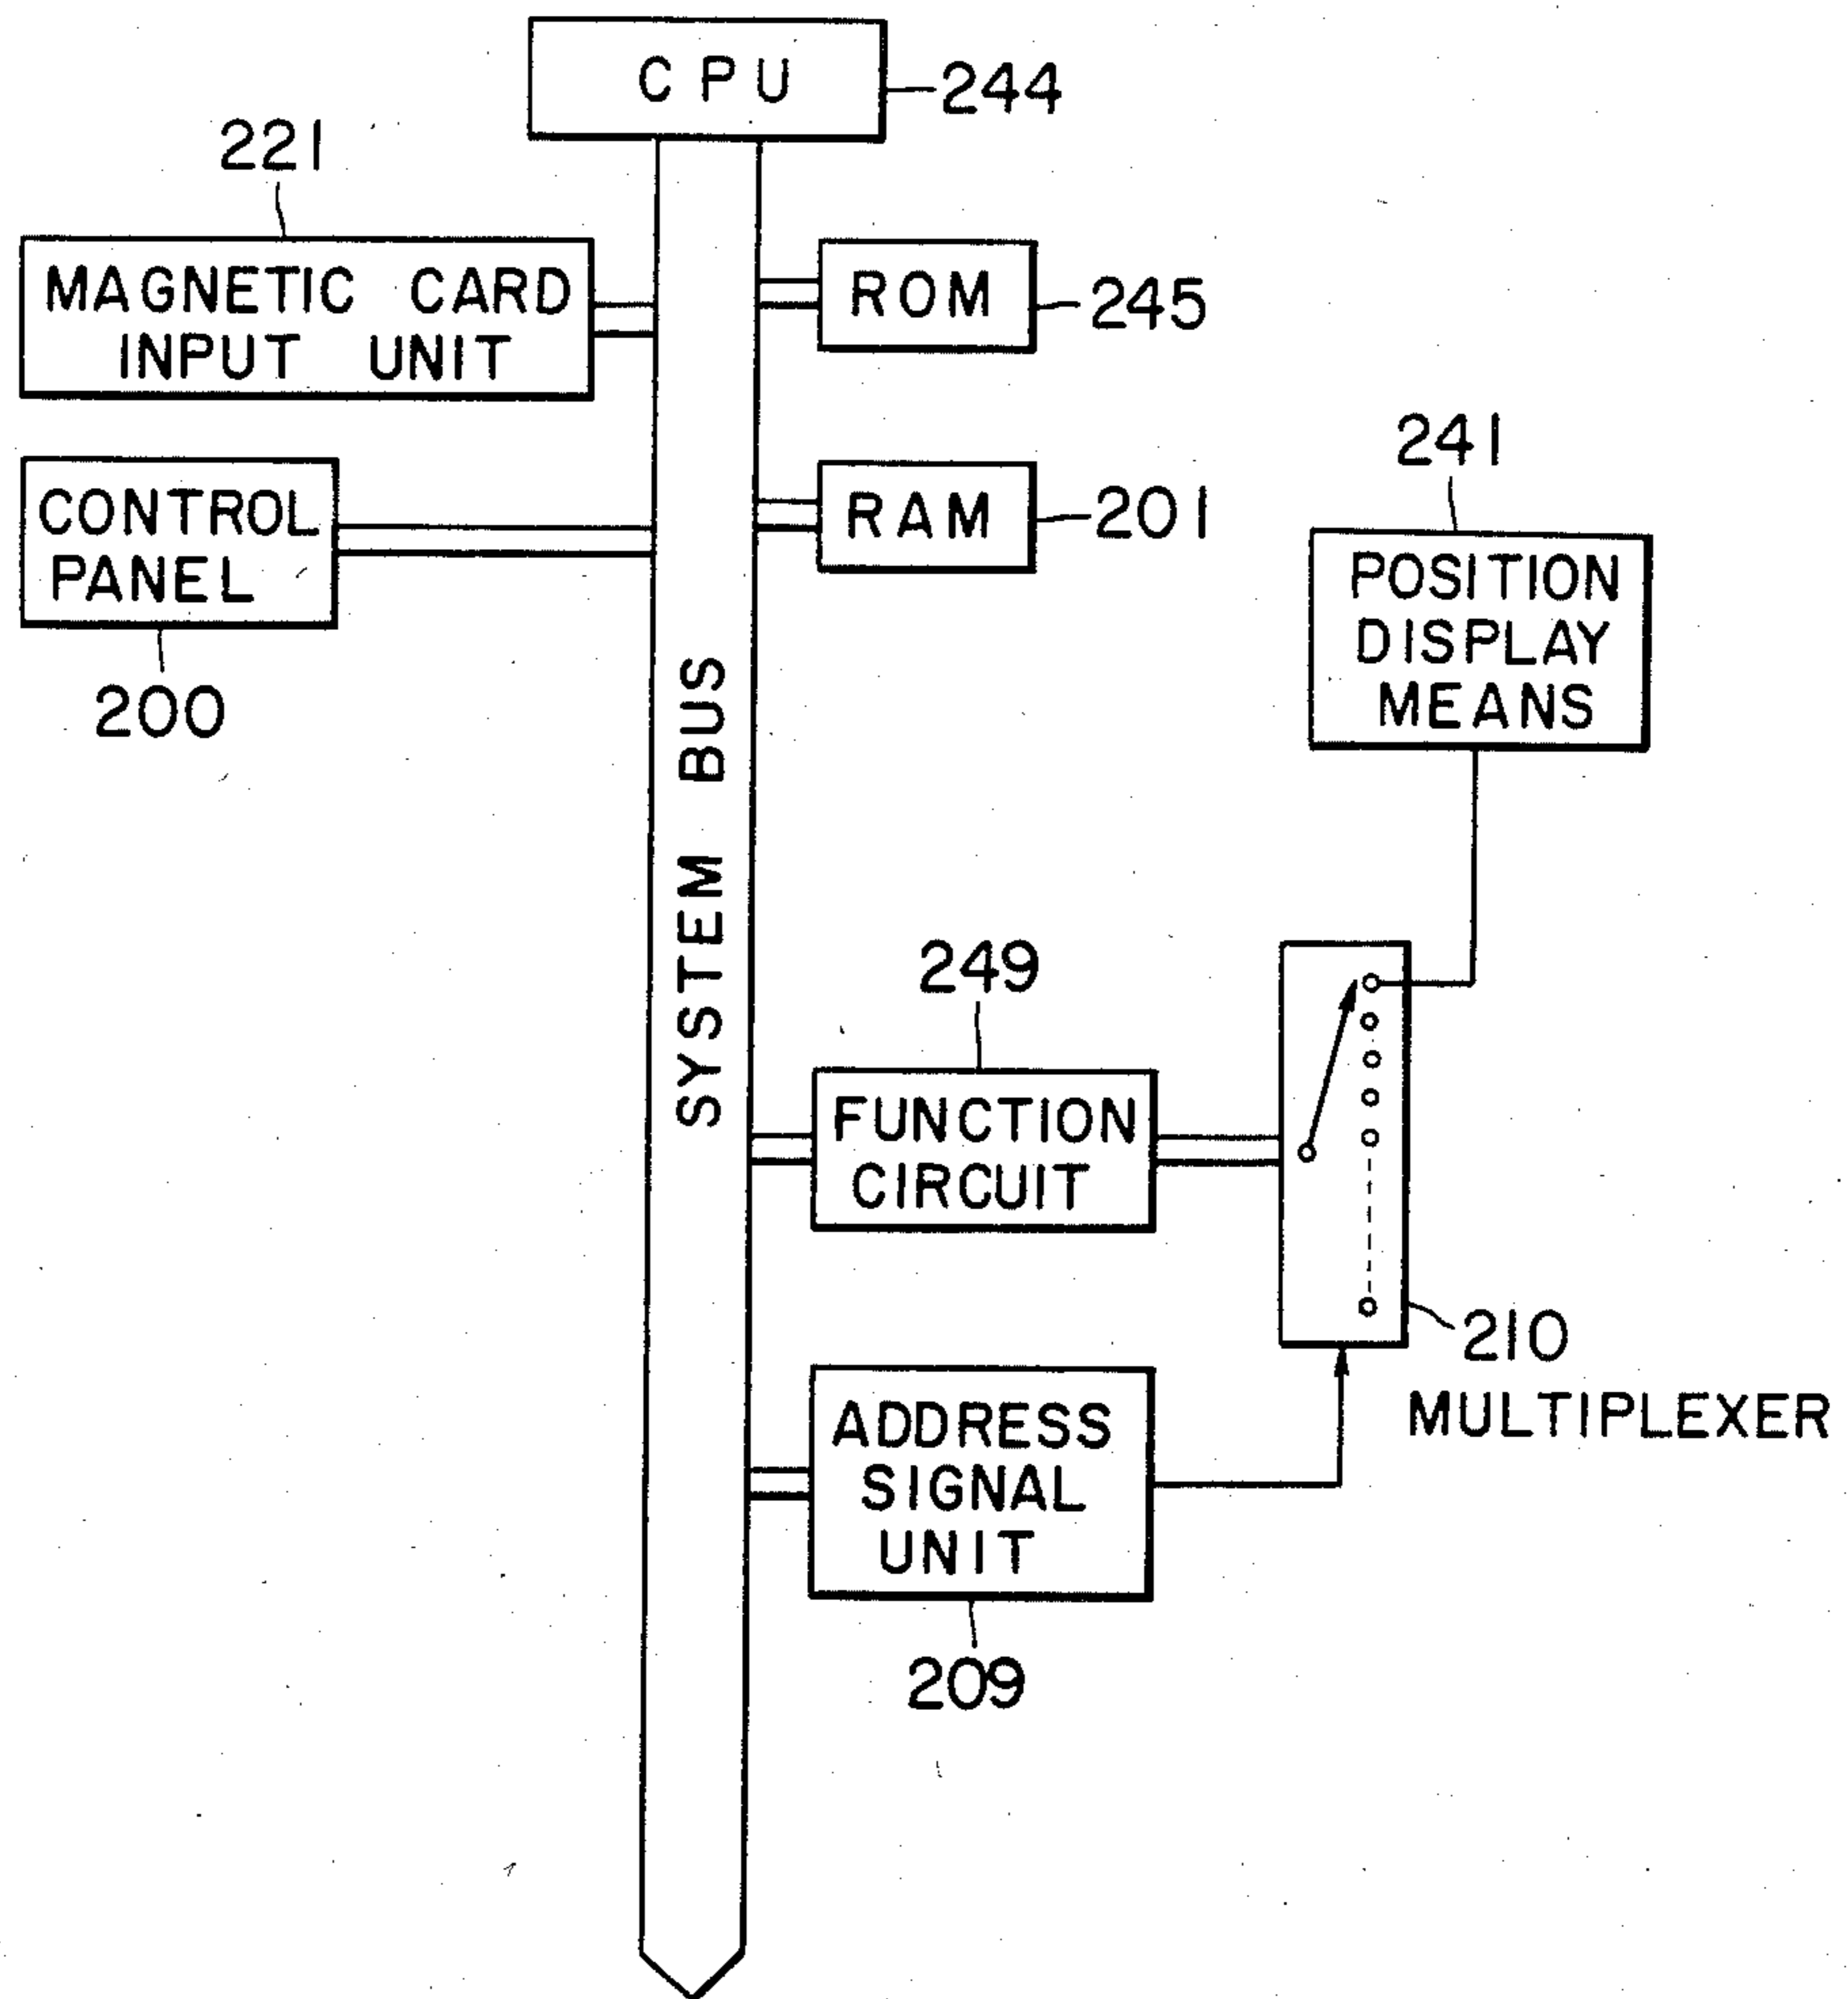 CPU
244
221
MAGNETIC CARD
INPUT UNIT
ROM
245
CONTROL
PANEL
200
RAM
201
241
POSITION
DISPLAY
MEANS
SYSTEM BUS
249
FUNCTION
CIRCUIT
210
MULTIPLEXER
ADDRESS
SIGNAL
UNIT
209